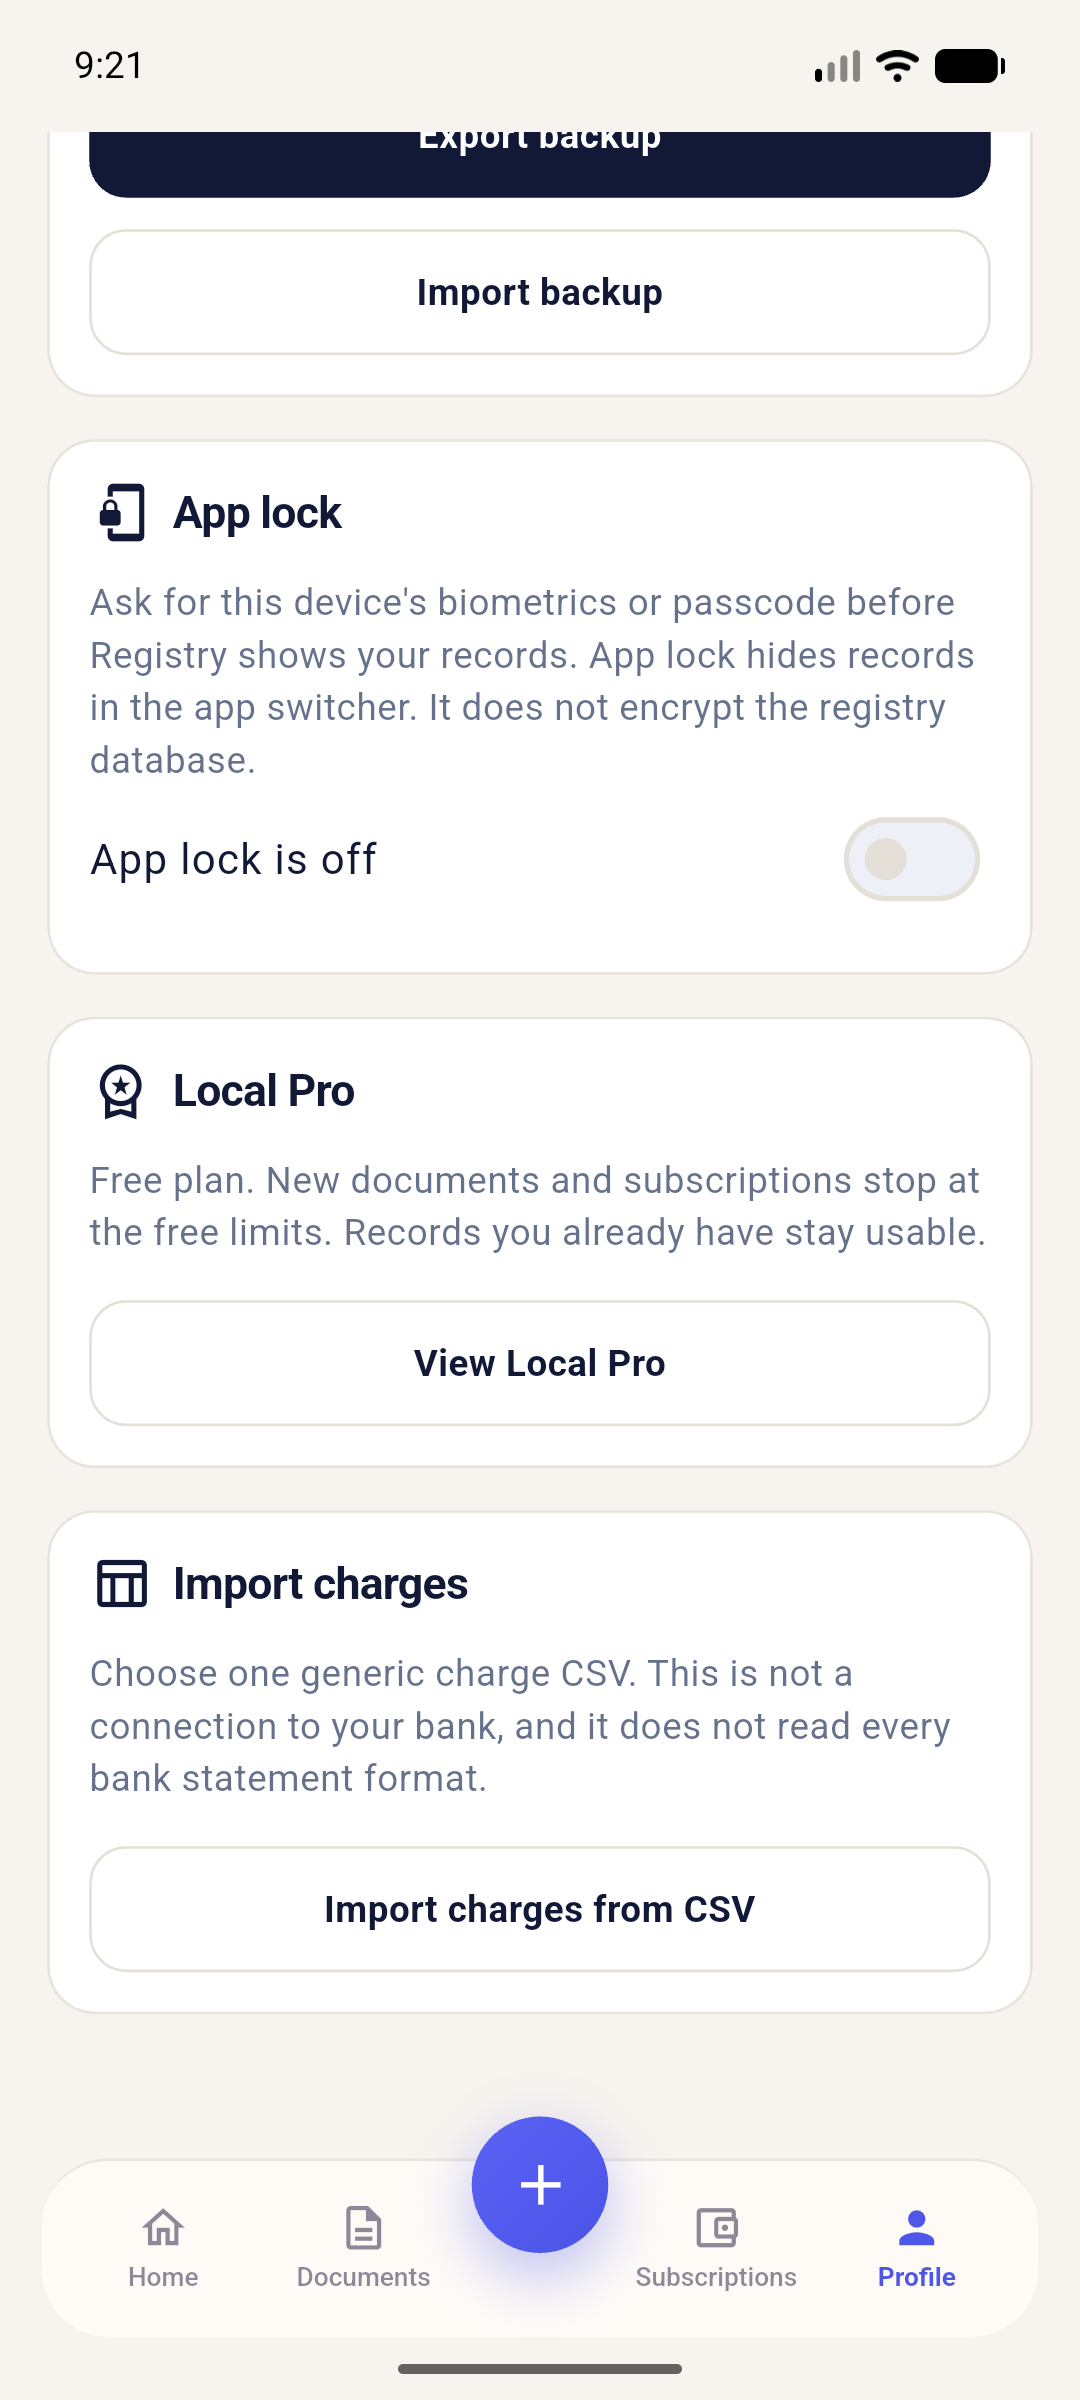 9:21
Export backup
Import backup
App lock
Ask for this device's biometrics or passcode before
Registry shows your records. App lock hides records
in the app switcher. It does not encrypt the registry
database.
App lock is off
Local Pro
Free plan. New documents and subscriptions stop at
the free limits. Records you already have stay usable.
View Local Pro
Import charges
Choose one generic charge CSV. This is not a
connection to your bank, and it does not read every
bank statement format.
Import charges from CSV
Home
Documents
Subscriptions
Profile